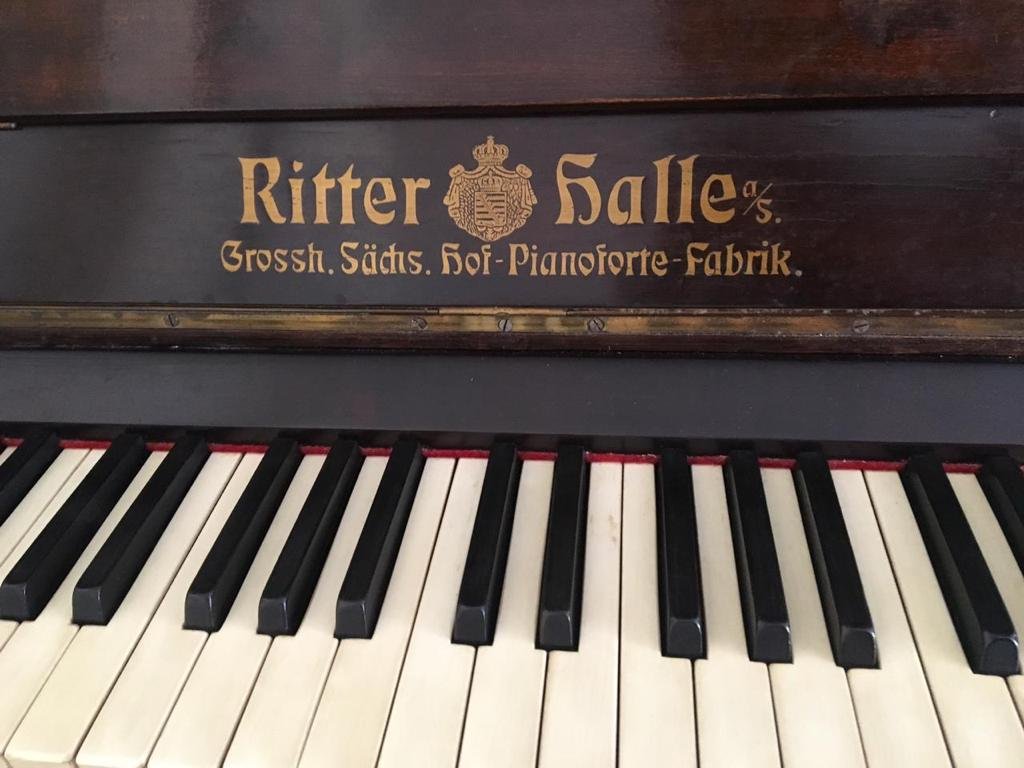 Ritter Halle a/S.
Grossh. Sächs. Hof-Pianoforte-Fabrik.